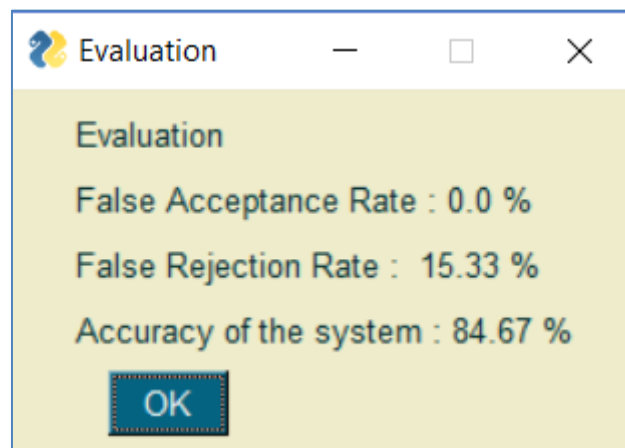 Evaluation
Evaluation
False Acceptance Rate : 0.0 %
False Rejection Rate :  15.33 %
Accuracy of the system : 84.67 %
OK